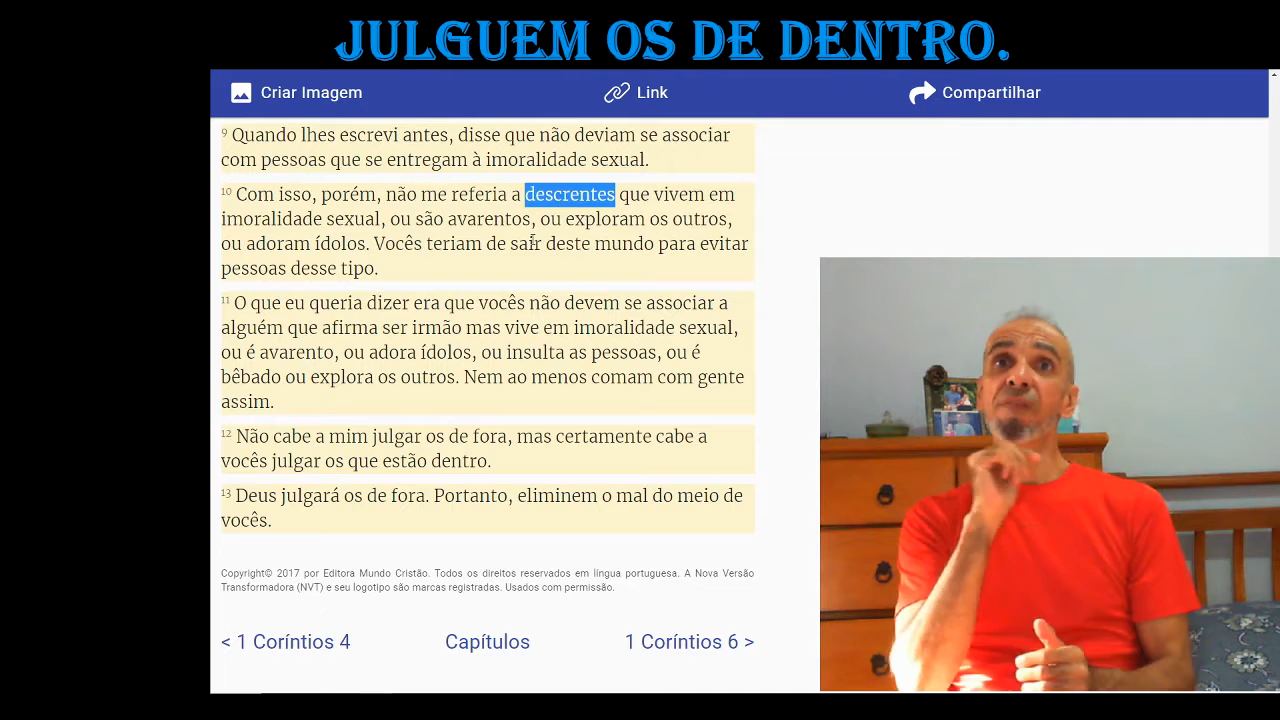 JULGUEM OS DE DENTRO.
Criar Imagem
Link
Compartilhar
9 Quando lhes escrevi antes, disse que não deviam se associar
com pessoas que se entregam à imoralidade sexual.
10 Com isso, porém, não me referia a descrentes que vivem em
imoralidade sexual, ou são avarentos, ou exploram os outros,
ou adoram ídolos. Vocês teriam de sair deste mundo para evitar
pessoas desse tipo.
11 O que eu queria dizer era que vocês não devem se associar a
alguém que afirma ser irmão mas vive em imoralidade sexual,
ou é avarento, ou adora ídolos, ou insulta as pessoas, ou é
bêbado ou explora os outros. Nem ao menos comam com gente
assim.
12 Não cabe a mim julgar os de fora, mas certamente cabe a
vocês julgar os que estão dentro.
13 Deus julgará os de fora. Portanto, eliminem o mal do meio de
vocês.
Copyright© 2017 por Editora Mundo Cristão. Todos os direitos reservados em língua portuguesa. A Nova Versão
Transformadora (NVT) e seu logotipo são marcas registradas. Usados com permissão.
< 1 Coríntios 4
Capítulos
1 Coríntios 6 >